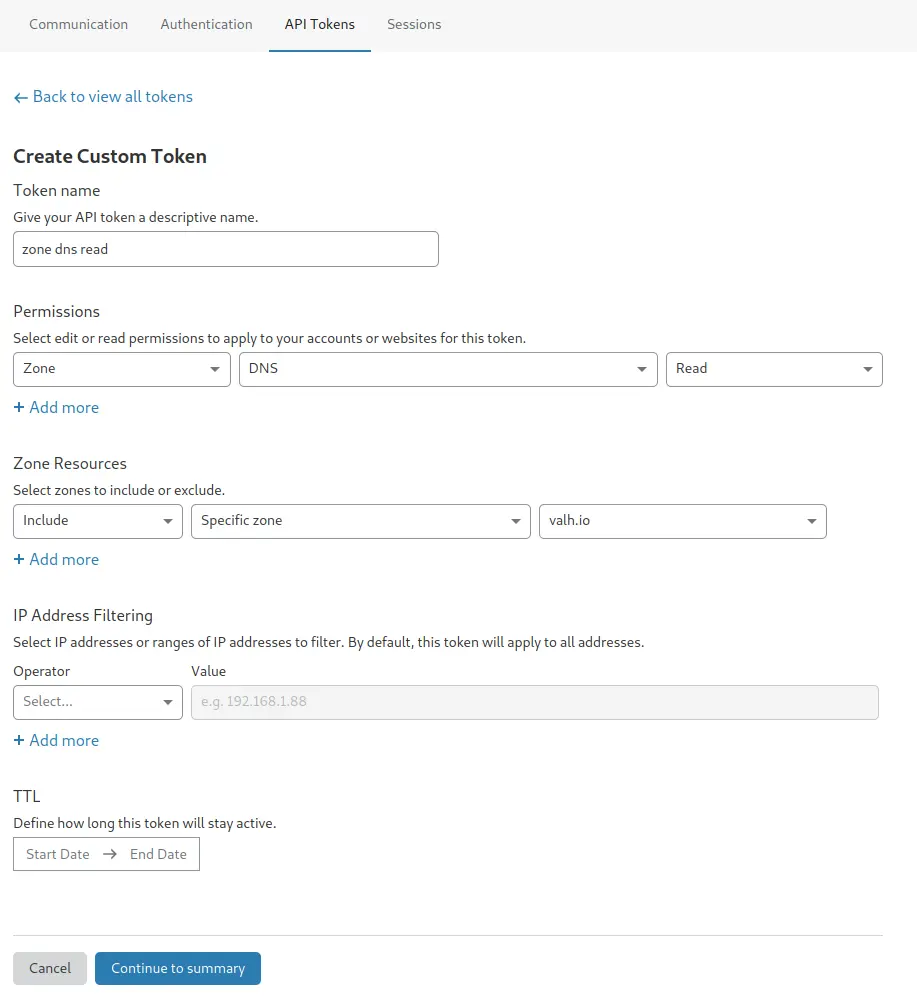 Communication Authentication API Tokens Sessions
← Back to view all tokens
Create Custom Token
Token name
Give your API token a descriptive name.
zone dns read
Permissions
Select edit or read permissions to apply to your accounts or websites for this token.
Zone DNS Read
+ Add more
Zone Resources
Select zones to include or exclude.
Include Specific zone valh.io
+ Add more
IP Address Filtering
Select IP addresses or ranges of IP addresses to filter. By default, this token will apply to all addresses.
Operator Value
Select... e.g. 192.168.1.88
+ Add more
TTL
Define how long this token will stay active.
Start Date → End Date
Cancel Continue to summary